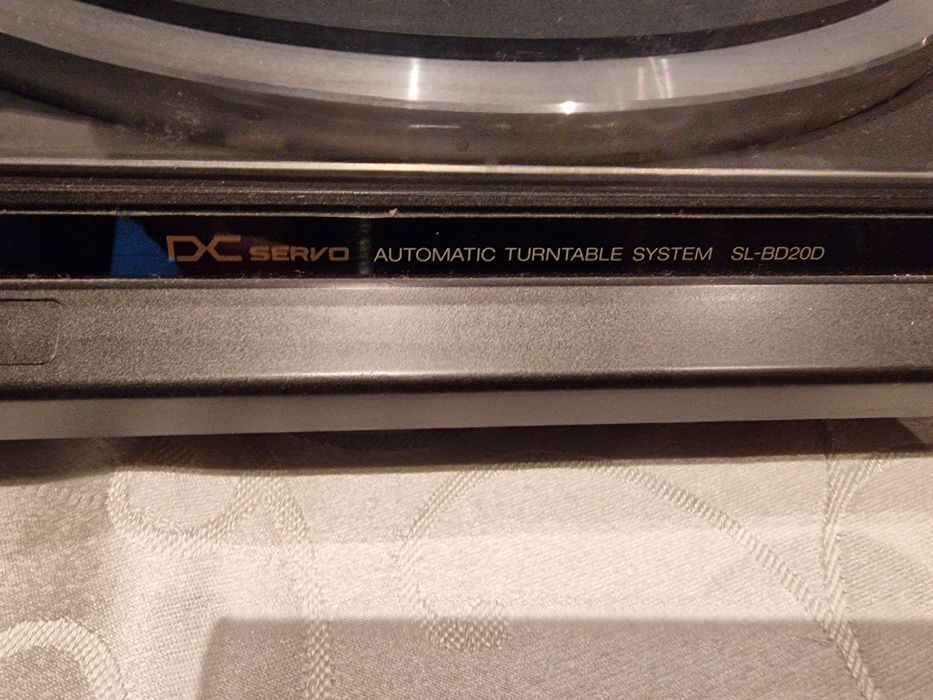 DC SERVO AUTOMATIC TURNTABLE SYSTEM SL-BD20D